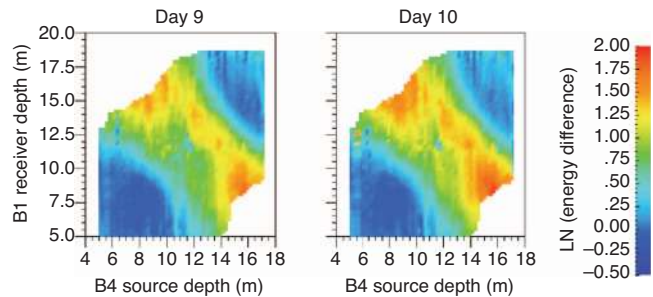 Day 9
Day 10
B1 receiver depth (m)
20.0
17.5
15.0
12.5
10.0
7.5
5.0
4 6 8 10 12 14 16 18
4 6 8 10 12 14 16 18
B4 source depth (m)
B4 source depth (m)
LN (energy difference)
2.00
1.75
1.50
1.25
1.00
.75
.50
.25
0.00
−0.25
−0.50